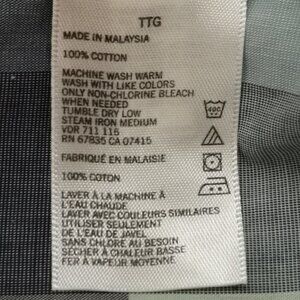 TTG
MADE IN MALAYSIA
100% COTTON
MACHINE WASH WARM
WASH WITH LIKE COLORS
ONLY NON-CHLORINE BLEACH
WHEN NEEDED
TUMBLE DRY LOW
STEAM IRON MEDIUM
VDR 711 116
RN 67835 CA 07415
40C
FABRIQUÉ EN MALAISIE
100% COTON
LAVER À LA MACHINE À
L'EAU CHAUDE
LAVER AVEC COULEURS SIMILAIRES
UTILISER SEULEMENT
DE L'EAU DE JAVEL
SANS CHLORE AU BESOIN
SÉCHER À CHALEUR BASSE
FER À VAPEUR MOYENNE